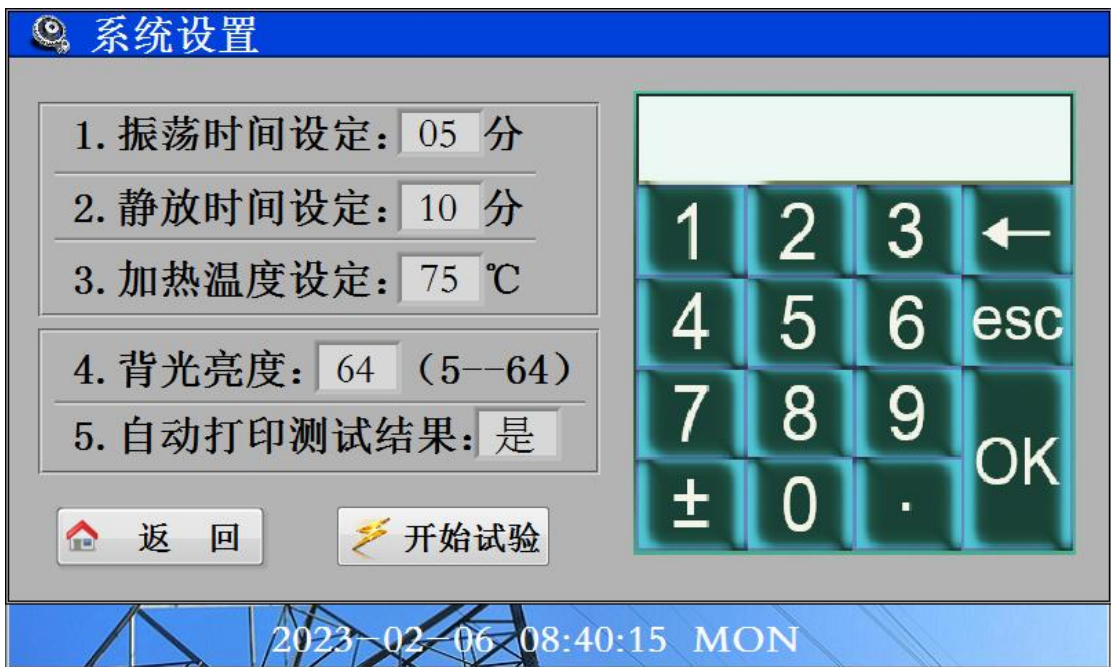 系统设置
1.振荡时间设定：05 分
2.静放时间设定：10 分
3.加热温度设定：75 ℃
4.背光亮度：64 （5--64）
5.自动打印测试结果：是
返 回
开始试验
1 2 3 ←
4 5 6 esc
7 8 9
OK
± 0 .
2023-02-06 08:40:15 MON